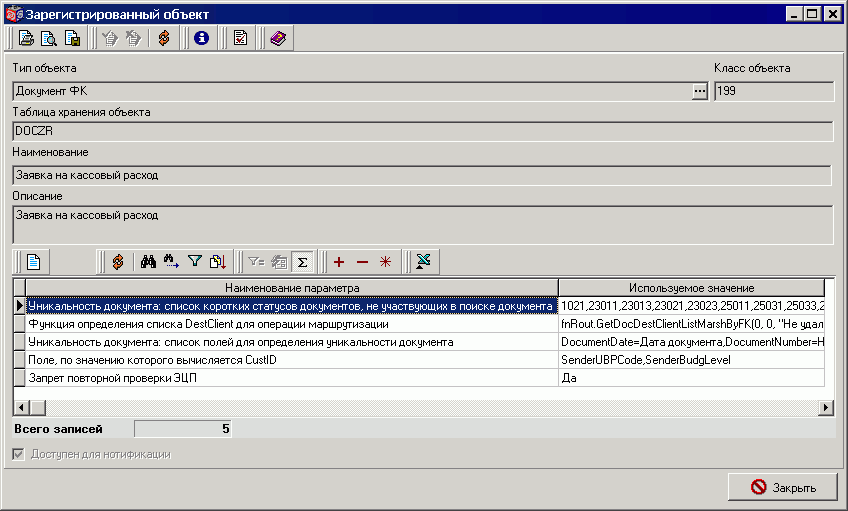 Зарегистрированный объект
Тип объекта
Класс объекта
Документ ФК
...
199
Таблица хранения объекта
DOCZR
Наименование
Заявка на кассовый расход
Описание
Заявка на кассовый расход
Наименование параметра
Используемое значение
Уникальность документа: список коротких статусов документов, не участвующих в поиске документа
1021,23011,23013,23021,23023,25011,25031,25033,2
Функция определения списка DestClient для операции маршрутизации
fnRout.GetDocDestClientListMarshByFK(0, 0, "Не удал
Уникальность документа: список полей для определения уникальности документа
DocumentDate=Дата документа,DocumentNumber=Н
Поле, по значению которого вычисляется CustID
SenderUBPCode,SenderBudgLevel
Запрет повторной проверки ЭЦП
Да
Всего записей
5
Доступен для нотификации
Закрыть